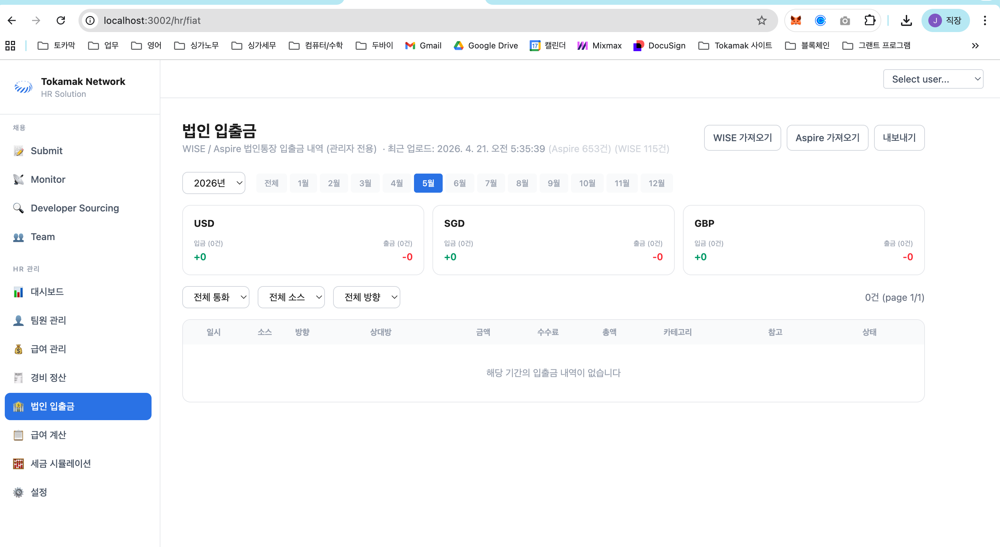 localhost:3002/hr/fiat
J 직장
토카막 업무 영어 싱가노무 싱가세무 컴퓨터/수학 두바이 Gmail Google Drive 17 캘린더 Mixmax DocuSign Tokamak 사이트 블록체인 그랜트 프로그램
Tokamak Network
HR Solution
Select user...
채용
Submit
Monitor
Developer Sourcing
Team
HR 관리
대시보드
팀원 관리
급여 관리
경비 정산
법인 입출금
급여 계산
세금 시뮬레이션
설정
법인 입출금
WISE / Aspire 법인통장 입출금 내역 (관리자 전용) · 최근 업로드: 2026. 4. 21. 오전 5:35:39 (Aspire 653건) (WISE 115건)
WISE 가져오기 Aspire 가져오기 내보내기
2026년 전체 1월 2월 3월 4월 5월 6월 7월 8월 9월 10월 11월 12월
USD
입금 (0건) 출금 (0건)
+0 -0
SGD
입금 (0건) 출금 (0건)
+0 -0
GBP
입금 (0건) 출금 (0건)
+0 -0
전체 통화 전체 소스 전체 방향 0건 (page 1/1)
일시 소스 방향 상대방 금액 수수료 총액 카테고리 참고 상태
해당 기간의 입출금 내역이 없습니다